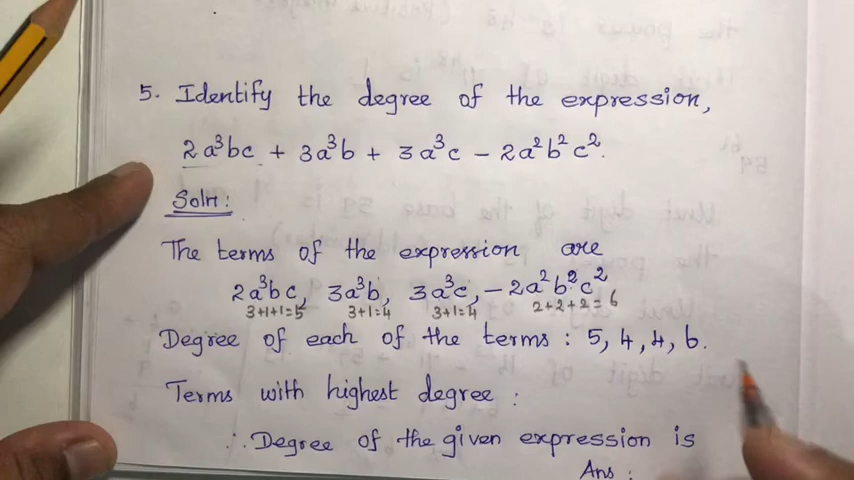 5. Identify the degree of the expression,
2a³bc + 3a³b + 3a³c - 2a²b²c².
Soln:
The terms of the expression are
2a³bc, 3a³b, 3a³c, -2a²b²c²
3+1+1=5 3+1=4 3+1=4 2+2+2=6
Degree of each of the terms : 5, 4, 4, 6.
Terms with highest degree :
∴ Degree of the given expression is
Ans :